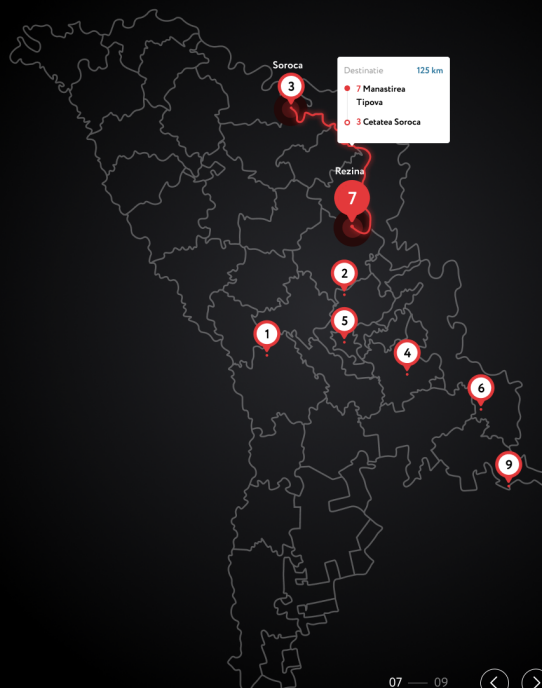 Soroca
3
Destinatie 125 km
7 Manastirea
Tipova
3 Cetatea Soroca
Rezina
7
2
5
1
4
6
9
07 — 09